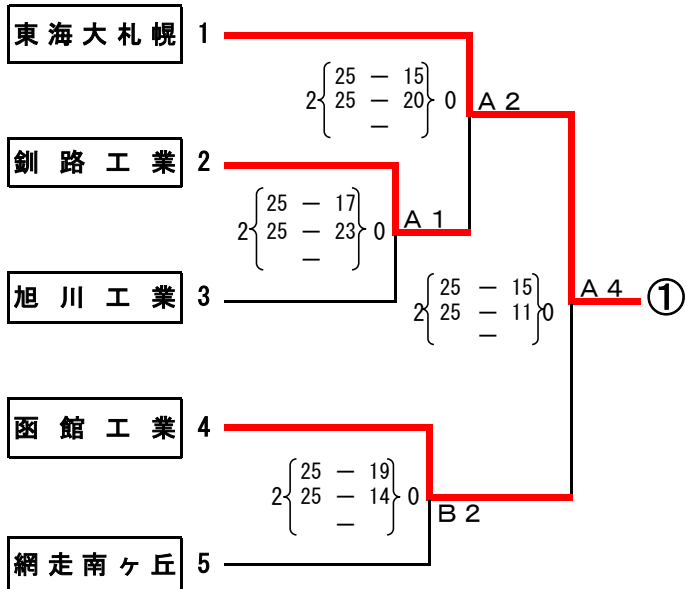 東海大札幌 1
25 － 15
2 25 － 20 0
－
A 2
釧路工業 2
25 － 17
2 25 － 23 0
－
A 1
旭川工業 3
25 － 15
2 25 － 11 0
－
A 4
①
函館工業 4
25 － 19
2 25 － 14 0
－
B 2
網走南ヶ丘 5